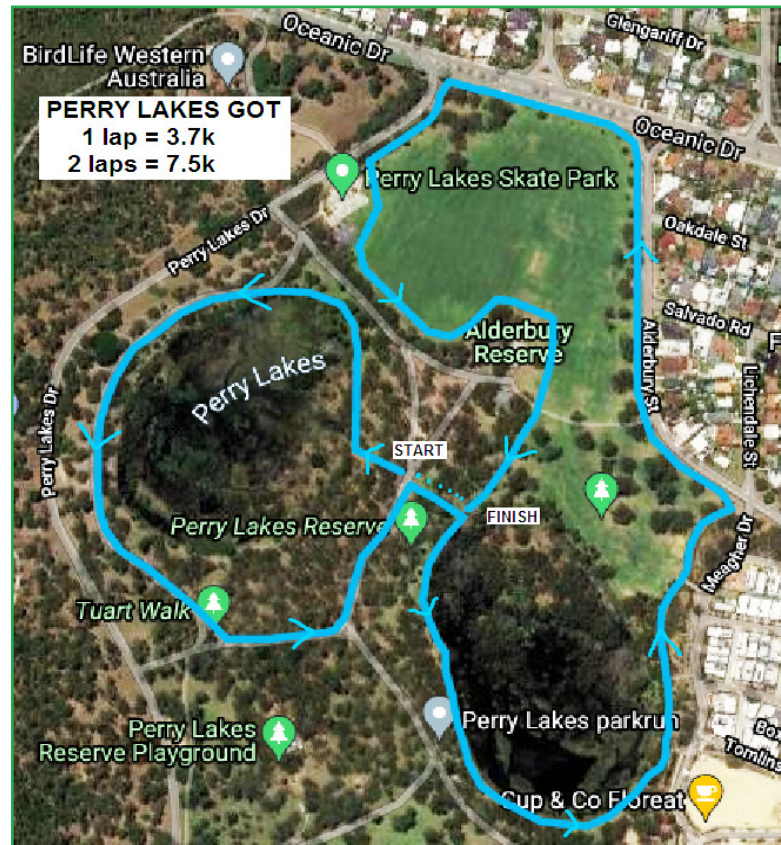 Oceanic Dr
Glengariff Dr
BirdLife Western
Australia
PERRY LAKES GOT
1 lap = 3.7k
2 laps = 7.5k
Oceanic Dr
Perry Lakes Skate Park
Perry Lakes Dr
Oakdale St
Salvado Rd
Alderbury
Reserve
Alderbury St
Lichendale St
Perry Lakes
Perry Lakes Dr
START
Perry Lakes Reserve
FINISH
Meagher Dr
Tuart Walk
Perry Lakes parkrun
Perry Lakes
Reserve Playground
Cup & Co Floreat